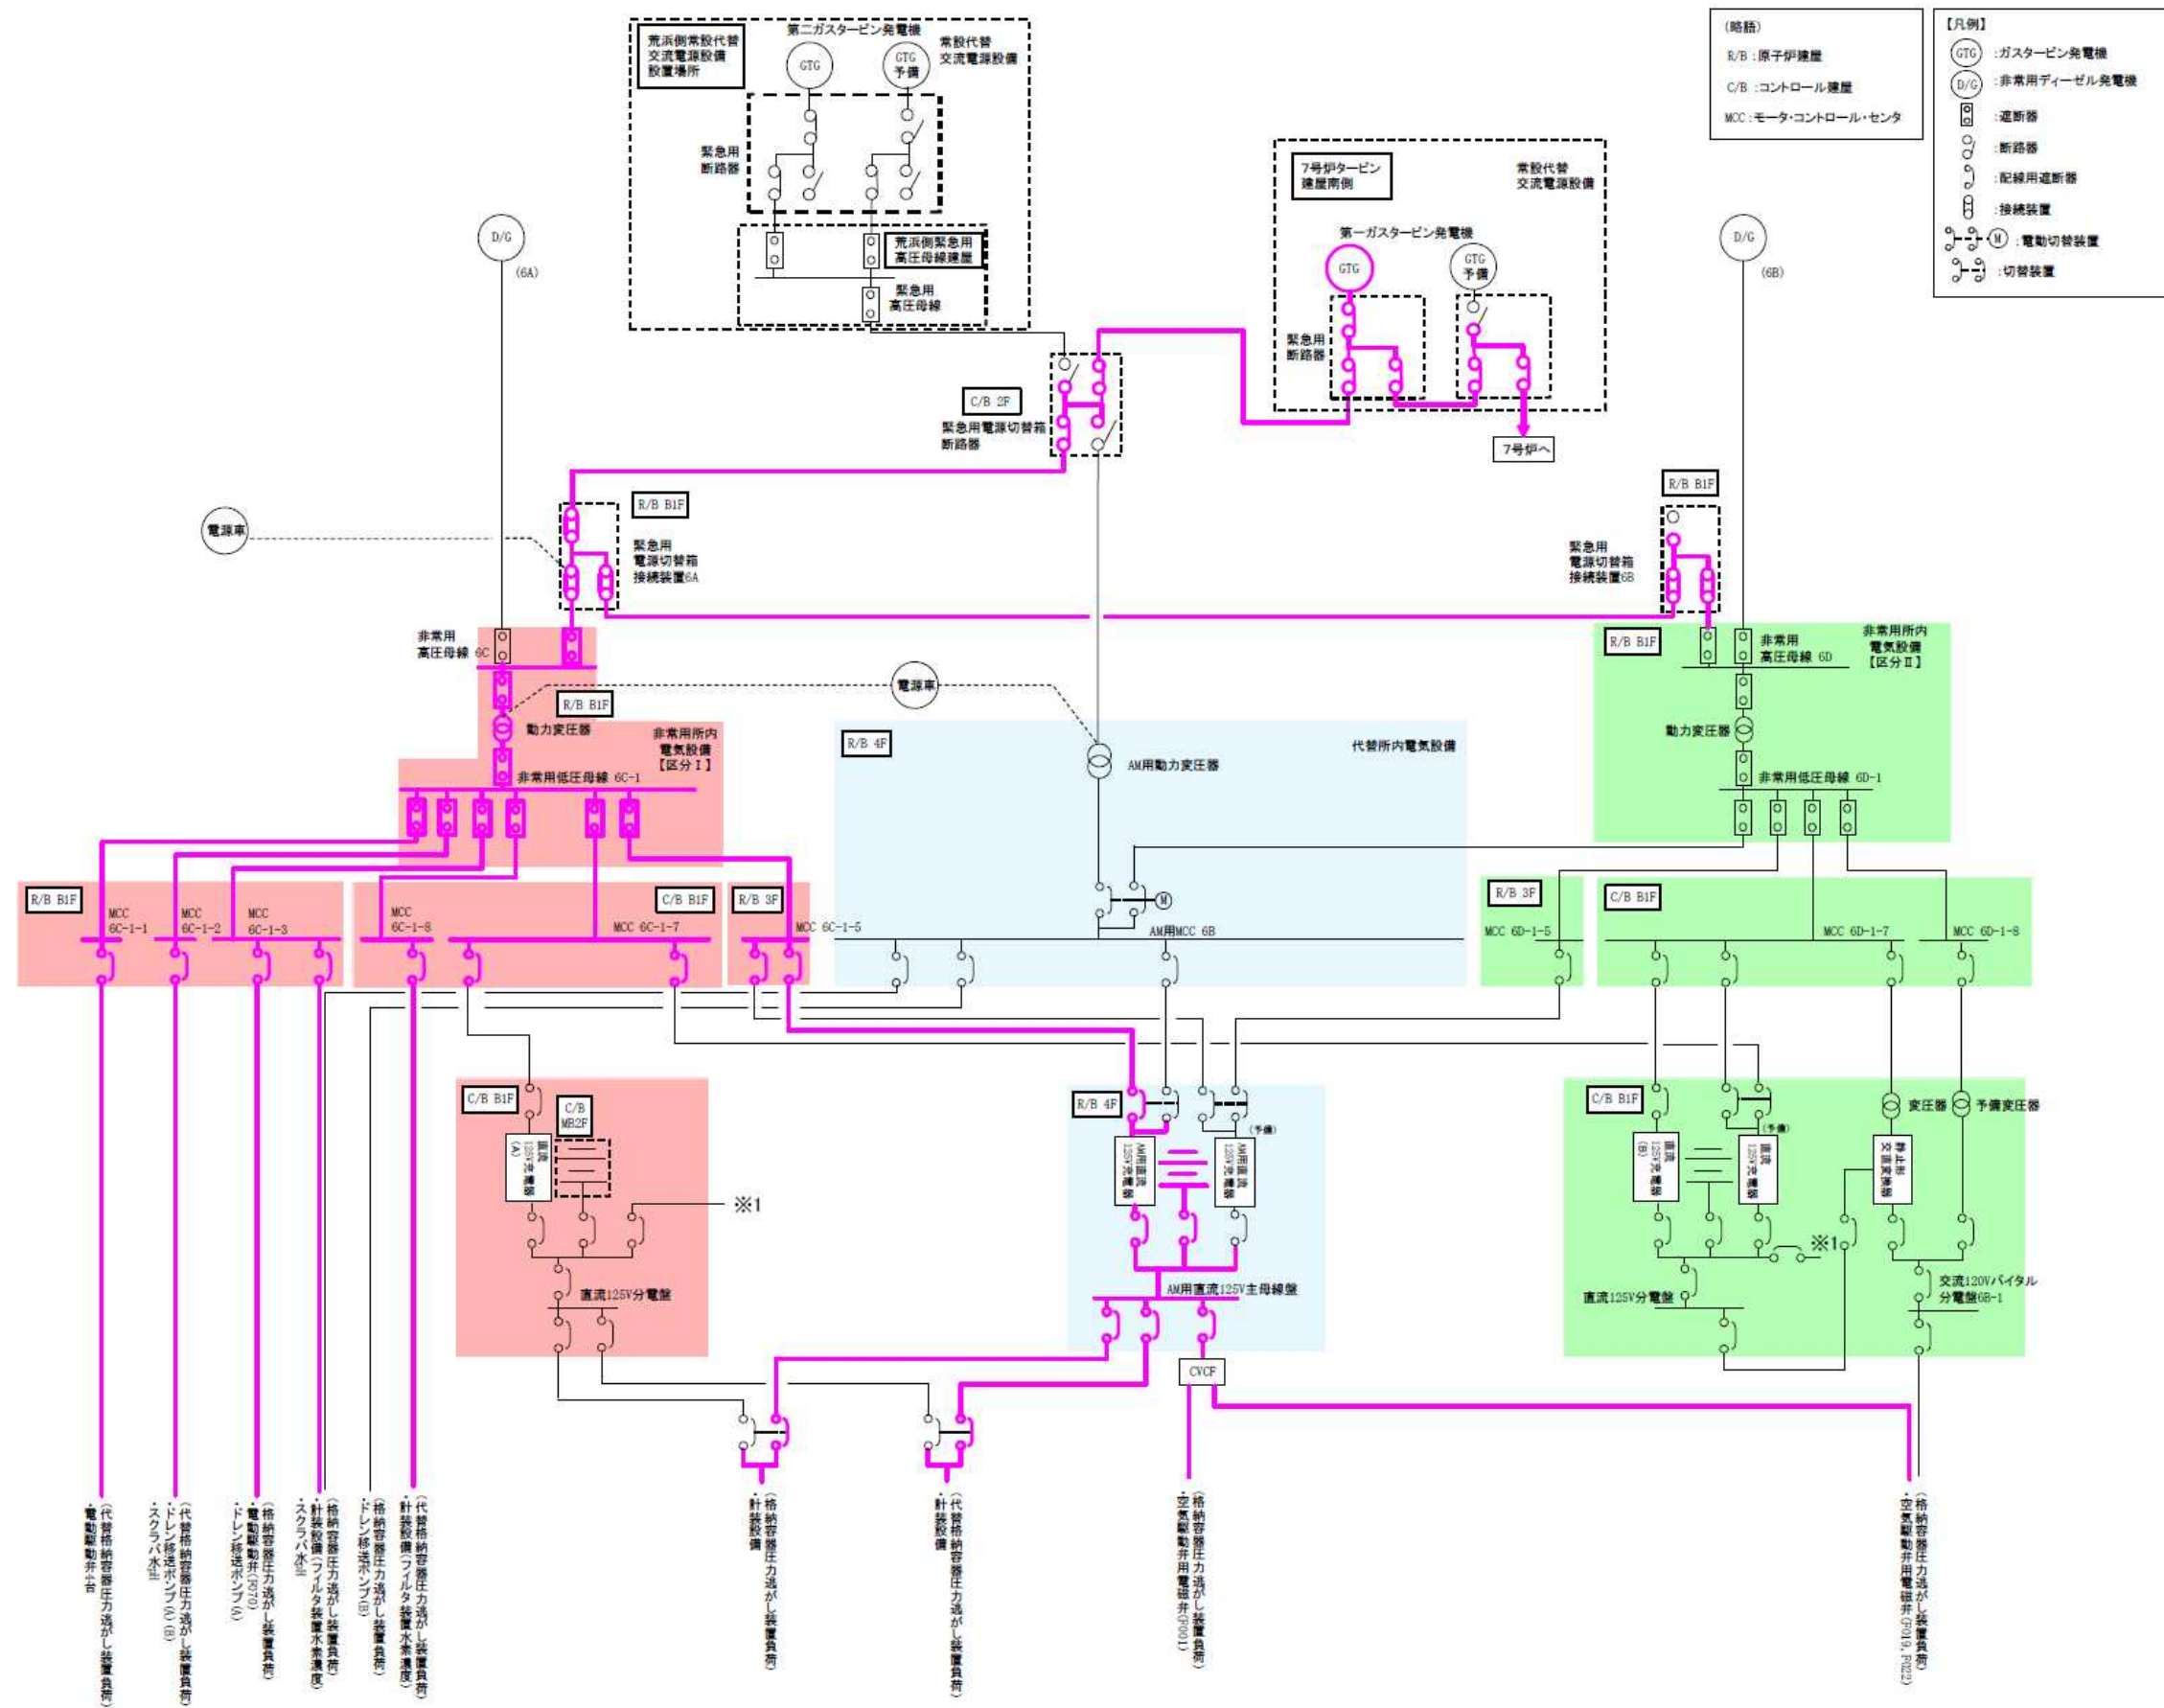 荒浜側常設代替
交流電源設備
設置場所
第二ガスタービン発電機
GTG
GTG
予備
常設代替
交流電源設備
緊急用
断路器
荒浜側緊急用
高圧母線建屋
緊急用
高圧母線
(略語)
R/B :原子炉建屋
C/B :コントロール建屋
MCC:モータ・コントロール・センタ
【凡例】
GTG :ガスタービン発電機
D/G :非常用ディーゼル発電機
:遮断器
:断路器
:配線用遮断器
:接続装置
M :電動切替装置
:切替装置
7号炉タービン
建屋南側
常設代替
交流電源設備
第一ガスタービン発電機
GTG
GTG
予備
緊急用
断路器
7号炉へ
D/G
(6A)
D/G
(6B)
C/B 2F
緊急用電源切替箱
断路器
R/B B1F
緊急用
電源切替箱
接続装置6A
電源車
R/B B1F
緊急用
電源切替箱
接続装置6B
非常用
高圧母線 6C
R/B B1F
動力変圧器
非常用所内
電気設備
【区分Ⅰ】
非常用低圧母線 6C-1
電源車
R/B 4F
AM用動力変圧器
代替所内電気設備
R/B B1F
非常用
高圧母線 6D
非常用所内
電気設備
【区分Ⅱ】
動力変圧器
非常用低圧母線 6D-1
R/B B1F
MCC
6C-1-1
MCC
6C-1-2
MCC
6C-1-3
MCC
6C-1-8
C/B B1F
MCC 6C-1-7
R/B 3F
MCC 6C-1-5
M
AM用MCC 6B
R/B 3F
MCC 6D-1-5
C/B B1F
MCC 6D-1-7
MCC 6D-1-8
C/B B1F
C/B
MB2F
直流
125V充電器
(A)
※1
直流125V分電盤
R/B 4F
(予備)
AM用直流
125V充電器
AM用直流
125V充電器
AM用直流125V主母線盤
CVCF
C/B B1F
(予備)
直流
125V充電器
(B)
直流
125V充電器
変圧器
予備変圧器
静止形
交直変換器
※1
直流125V分電盤
交流120Vバイタル
分電盤6B-1
(代替格納容器圧力逃がし装置負荷)
・電動駆動弁4台
(代替格納容器圧力逃がし装置負荷)
・ドレン移送ポンプ(A)(B)
・スクラバ水pH
(格納容器圧力逃がし装置負荷)
・電動駆動弁(F070)
・ドレン移送ポンプ(A)
(格納容器圧力逃がし装置負荷)
・計装設備(フィルタ装置水素濃度)
・スクラバ水pH
(格納容器圧力逃がし装置負荷)
・ドレン移送ポンプ(B)
(代替格納容器圧力逃がし装置負荷)
・計装設備(フィルタ装置水素濃度)
(格納容器圧力逃がし装置負荷)
・計装設備
(代替格納容器圧力逃がし装置負荷)
・計装設備
(格納容器圧力逃がし装置負荷)
・空気駆動弁用電磁弁(F001)
(格納容器圧力逃がし装置負荷)
・空気駆動弁用電磁弁(F019,F022)